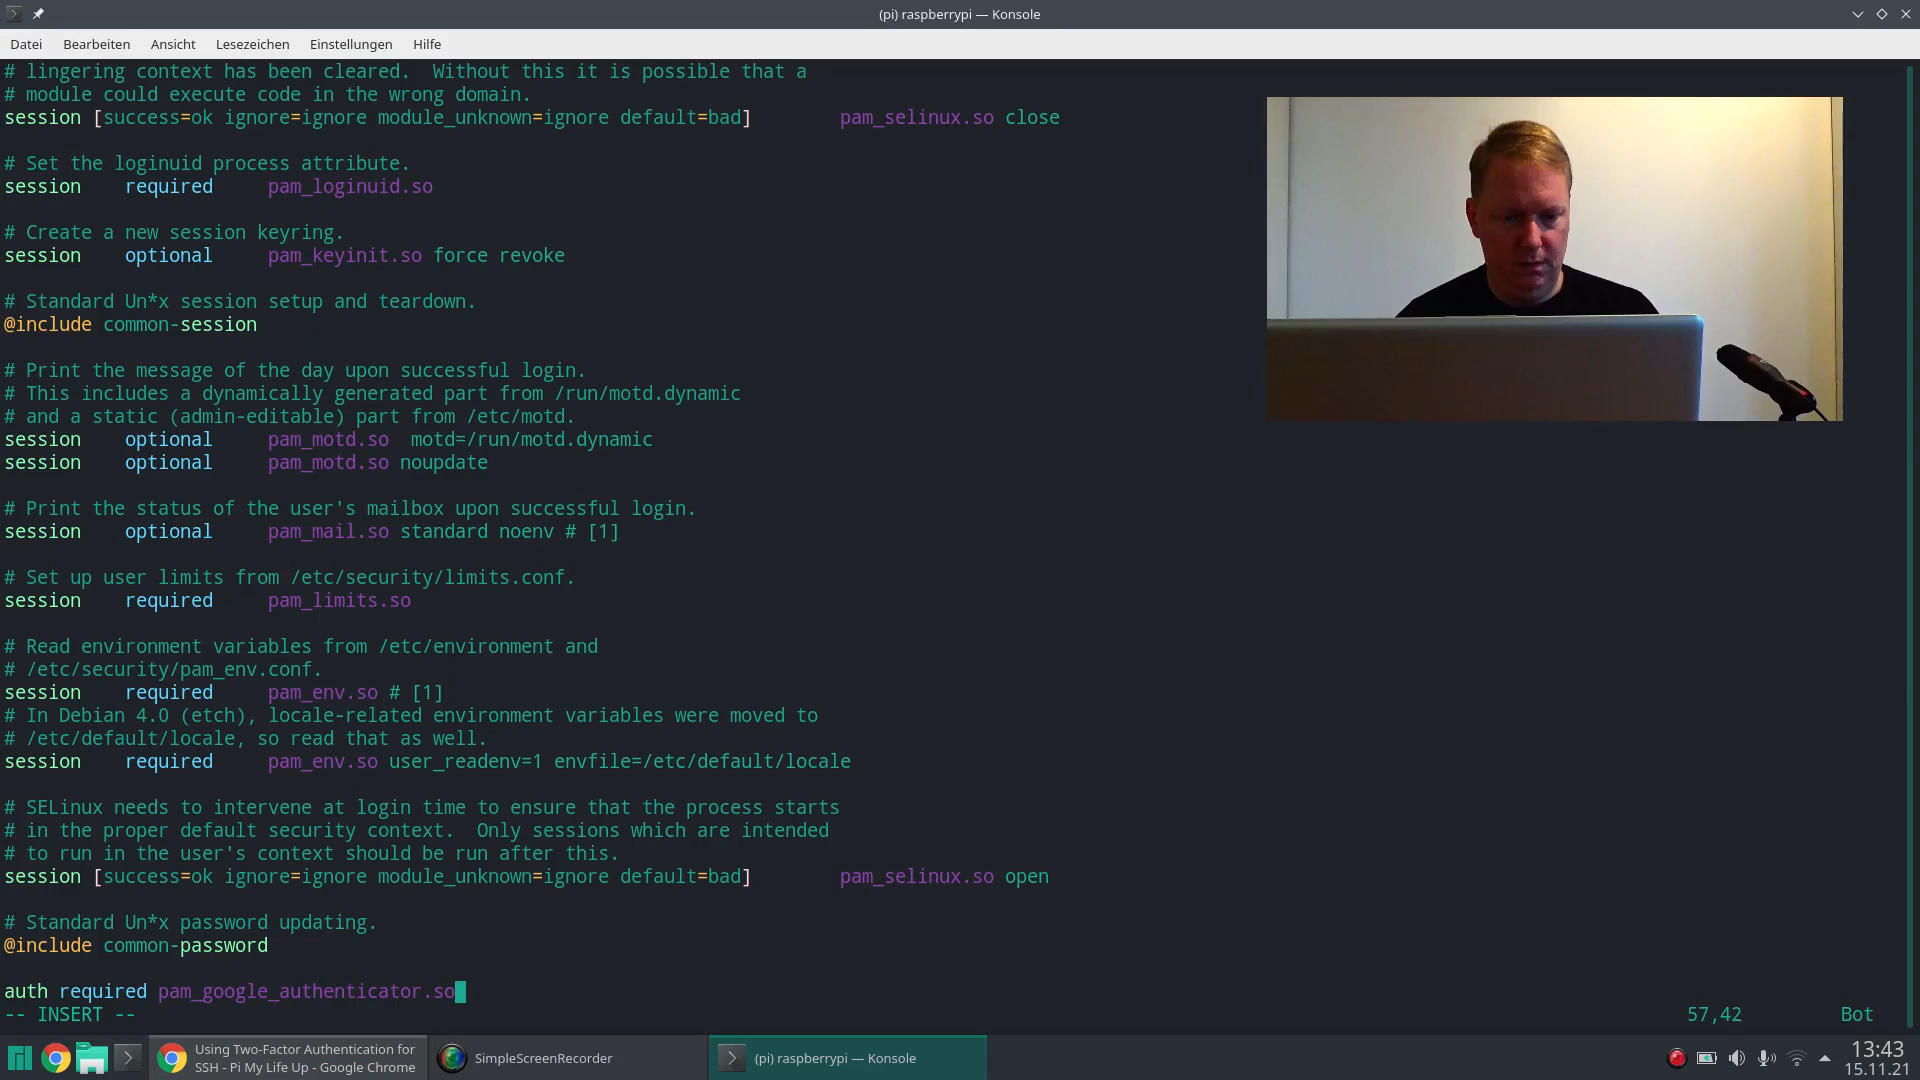 (pi) raspberrypi — Konsole
Datei Bearbeiten Ansicht Lesezeichen Einstellungen Hilfe
# lingering context has been cleared.  Without this it is possible that a
# module could execute code in the wrong domain.
session [success=ok ignore=ignore module_unknown=ignore default=bad]        pam_selinux.so close
# Set the loginuid process attribute.
session    required     pam_loginuid.so
# Create a new session keyring.
session    optional     pam_keyinit.so force revoke
# Standard Un*x session setup and teardown.
@include common-session
# Print the message of the day upon successful login.
# This includes a dynamically generated part from /run/motd.dynamic
# and a static (admin-editable) part from /etc/motd.
session    optional     pam_motd.so  motd=/run/motd.dynamic
session    optional     pam_motd.so noupdate
# Print the status of the user's mailbox upon successful login.
session    optional     pam_mail.so standard noenv # [1]
# Set up user limits from /etc/security/limits.conf.
session    required     pam_limits.so
# Read environment variables from /etc/environment and
# /etc/security/pam_env.conf.
session    required     pam_env.so # [1]
# In Debian 4.0 (etch), locale-related environment variables were moved to
# /etc/default/locale, so read that as well.
session    required     pam_env.so user_readenv=1 envfile=/etc/default/locale
# SELinux needs to intervene at login time to ensure that the process starts
# in the proper default security context.  Only sessions which are intended
# to run in the user's context should be run after this.
session [success=ok ignore=ignore module_unknown=ignore default=bad]        pam_selinux.so open
# Standard Un*x password updating.
@include common-password
auth required pam_google_authenticator.so
-- INSERT --
57,42
Bot
Using Two-Factor Authentication for
SSH - Pi My Life Up - Google Chrome
SimpleScreenRecorder
(pi) raspberrypi — Konsole
13:43
15.11.21